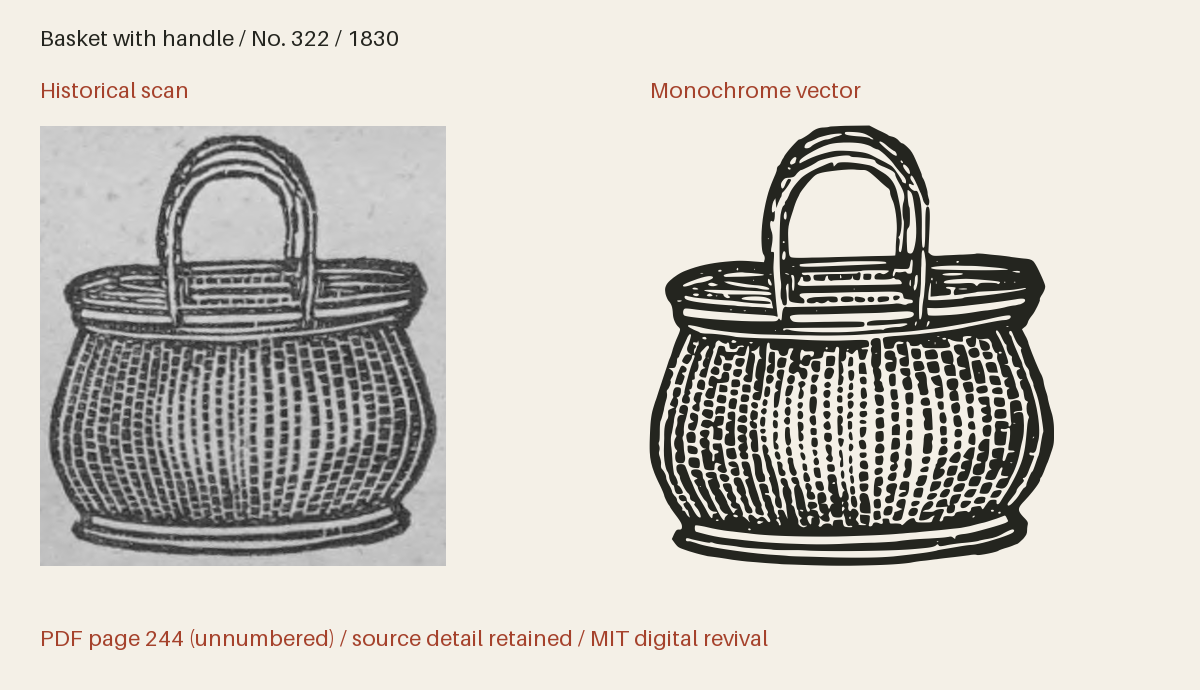 Basket with handle / No. 322 / 1830
Historical scan
Monochrome vector
PDF page 244 (unnumbered) / source detail retained / MIT digital revival